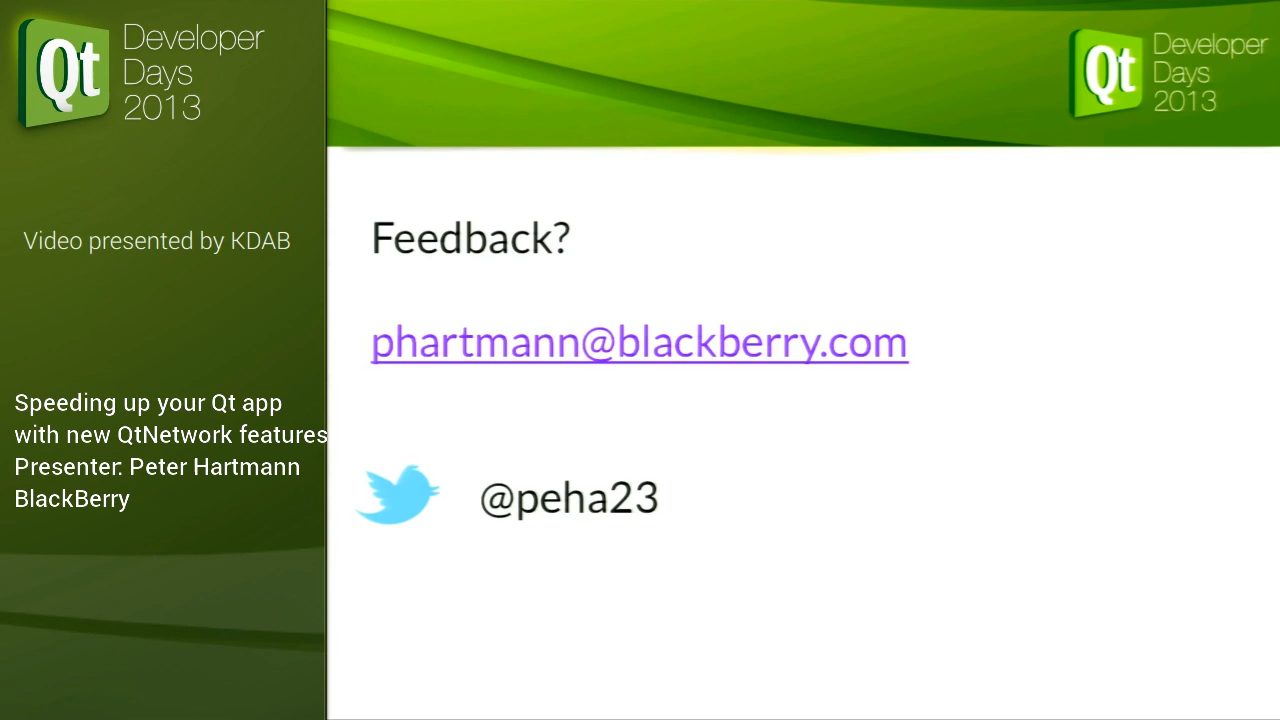 Qt Developer
Days
2013
Video presented by KDAB
Speeding up your Qt app
with new QtNetwork features
Presenter: Peter Hartmann
BlackBerry
Qt Developer
Days
2013
Feedback?
phartmann@blackberry.com
@peha23